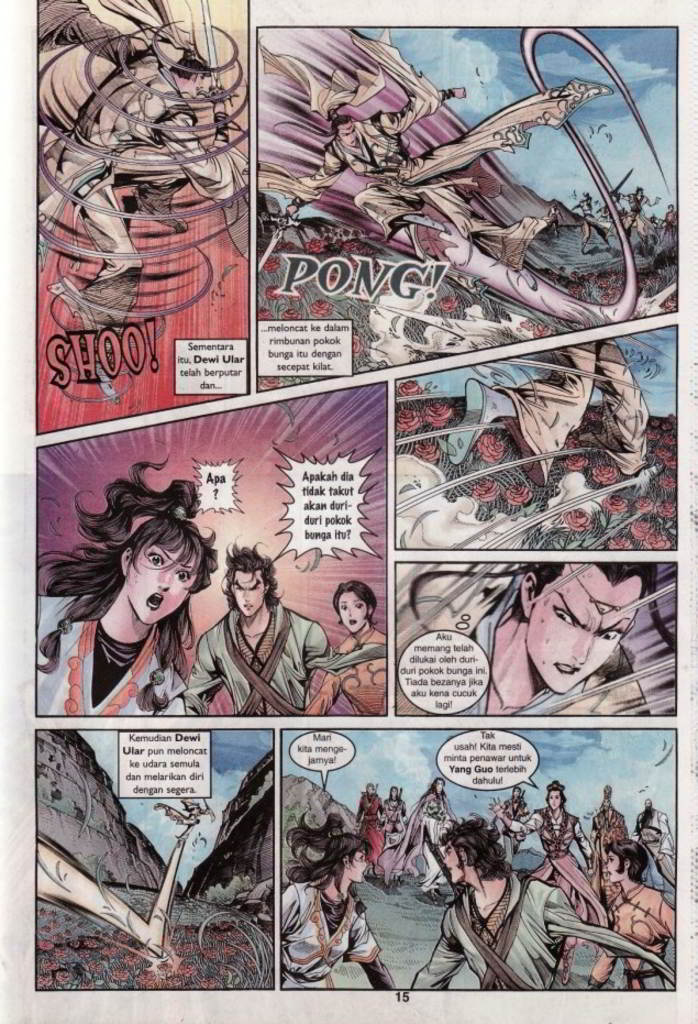 SHOO!
Sementara
itu, Dewi Ular
telah berputar
dan...
PONG!
...meloncat ke dalam
rimbunan pokok
bunga itu dengan
secepat kilat.
Apa
?
Apakah dia
tidak takut
akan duri-
duri pokok
bunga itu?
Aku
memang telah
dilukai oleh duri-
duri pokok bunga ini.
Tiada bezanya jika
aku kena cucuk
lagi!
Kemudian Dewi
Ular pun meloncat
ke udara semula
dan melarikan diri
dengan segera.
Mari
kita menge-
jarnya!
Tak
usah! Kita mesti
minta penawar untuk
Yang Guo terlebih
dahulu!
15